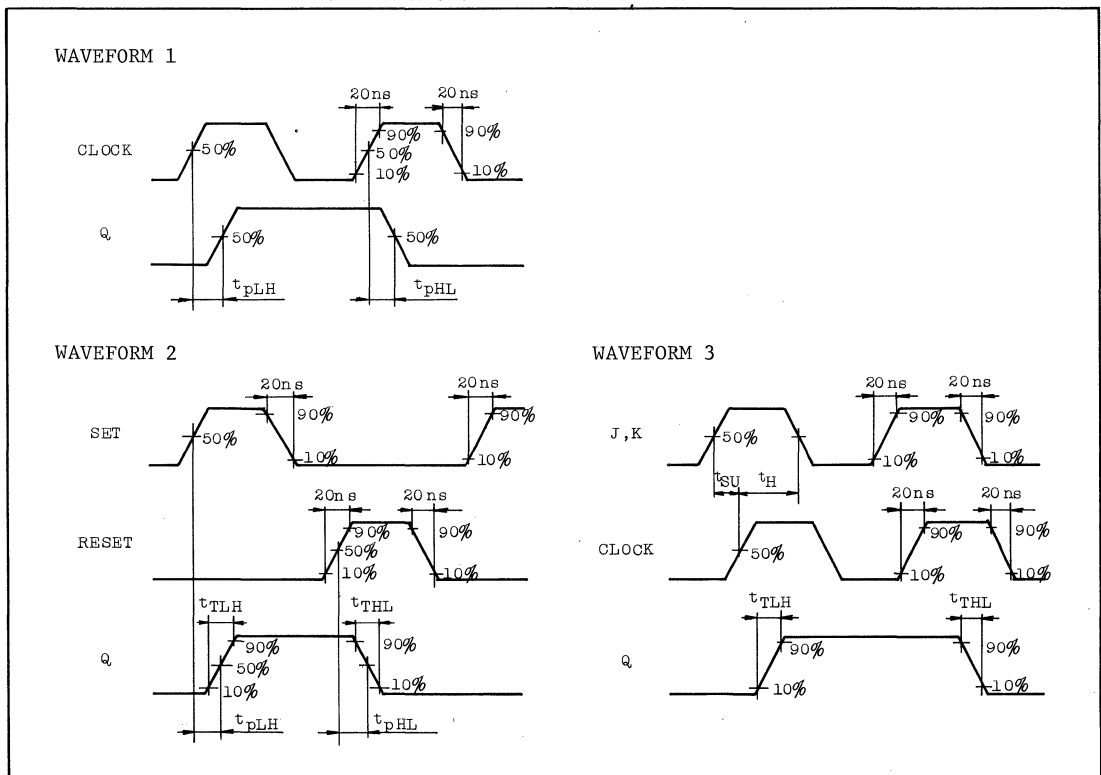 WAVEFORM 1
20ns 20ns
CLOCK
50%
90%
50%
10%
90%
10%
Q
50%
50%
tpLH
tpHL
WAVEFORM 2
20ns 20ns
SET
50%
90%
10%
90%
10%
20ns 20ns
RESET
90%
50%
10%
90%
10%
tTLH
tTHL
Q
90%
50%
10%
90%
10%
tpLH
tpHL
WAVEFORM 3
20ns 20ns
J,K
50%
90%
10%
90%
10%
tSU tH
20ns 20ns
CLOCK
50%
90%
10%
90%
10%
tTLH
tTHL
Q
90%
10%
90%
10%